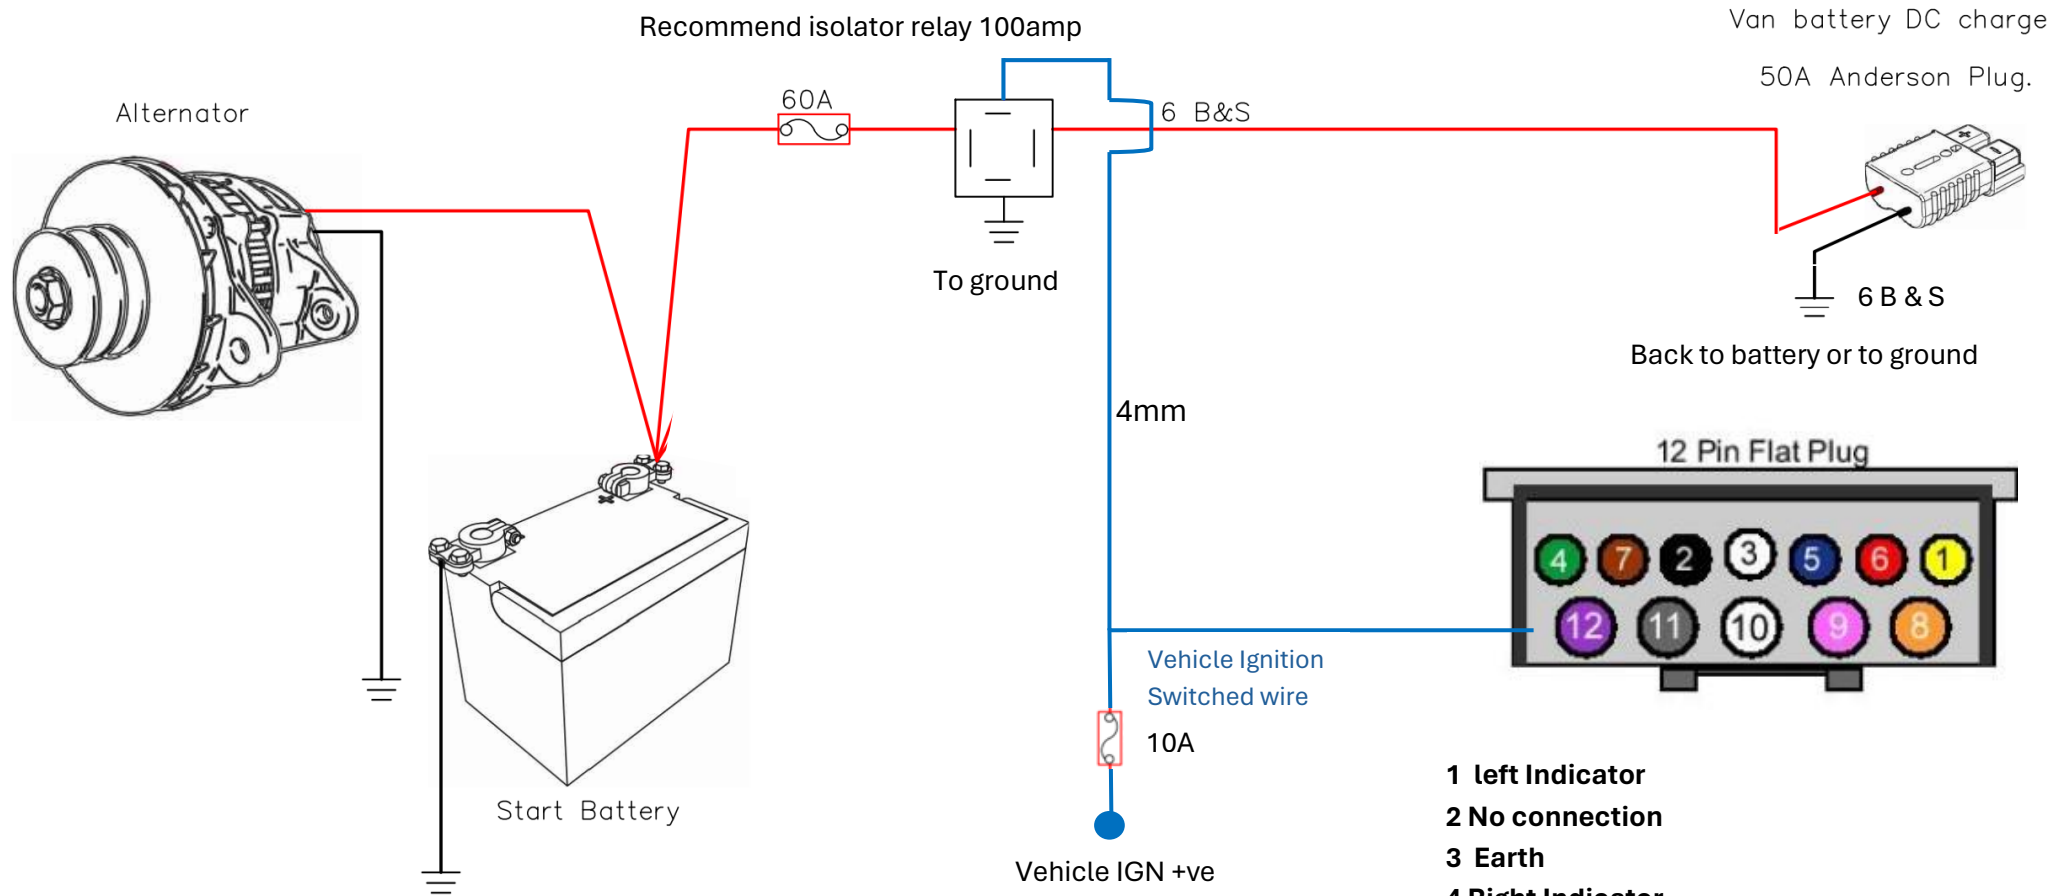 Recommend isolator relay 100amp
Van battery DC charge
50A Anderson Plug.
Alternator
60A
6 B&S
To ground
6 B & S
Back to battery or to ground
4mm
12 Pin Flat Plug
4 7 2 3 5 6 1
12 11 10 9 8
Vehicle Ignition
Switched wire
10A
Start Battery
Vehicle IGN +ve
1 left Indicator
2 No connection
3 Earth
4 Right Indicator